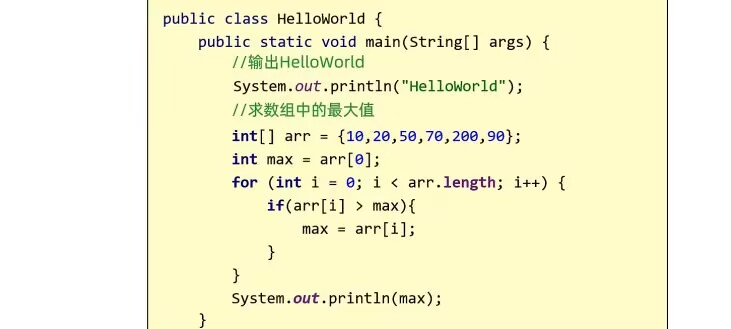 public class HelloWorld {
public static void main(String[] args) {
//输出HelloWorld
System.out.println("HelloWorld");
//求数组中的最大值
int[] arr = {10,20,50,70,200,90};
int max = arr[0];
for (int i = 0; i < arr.length; i++) {
if(arr[i] > max){
max = arr[i];
}
}
System.out.println(max);
}